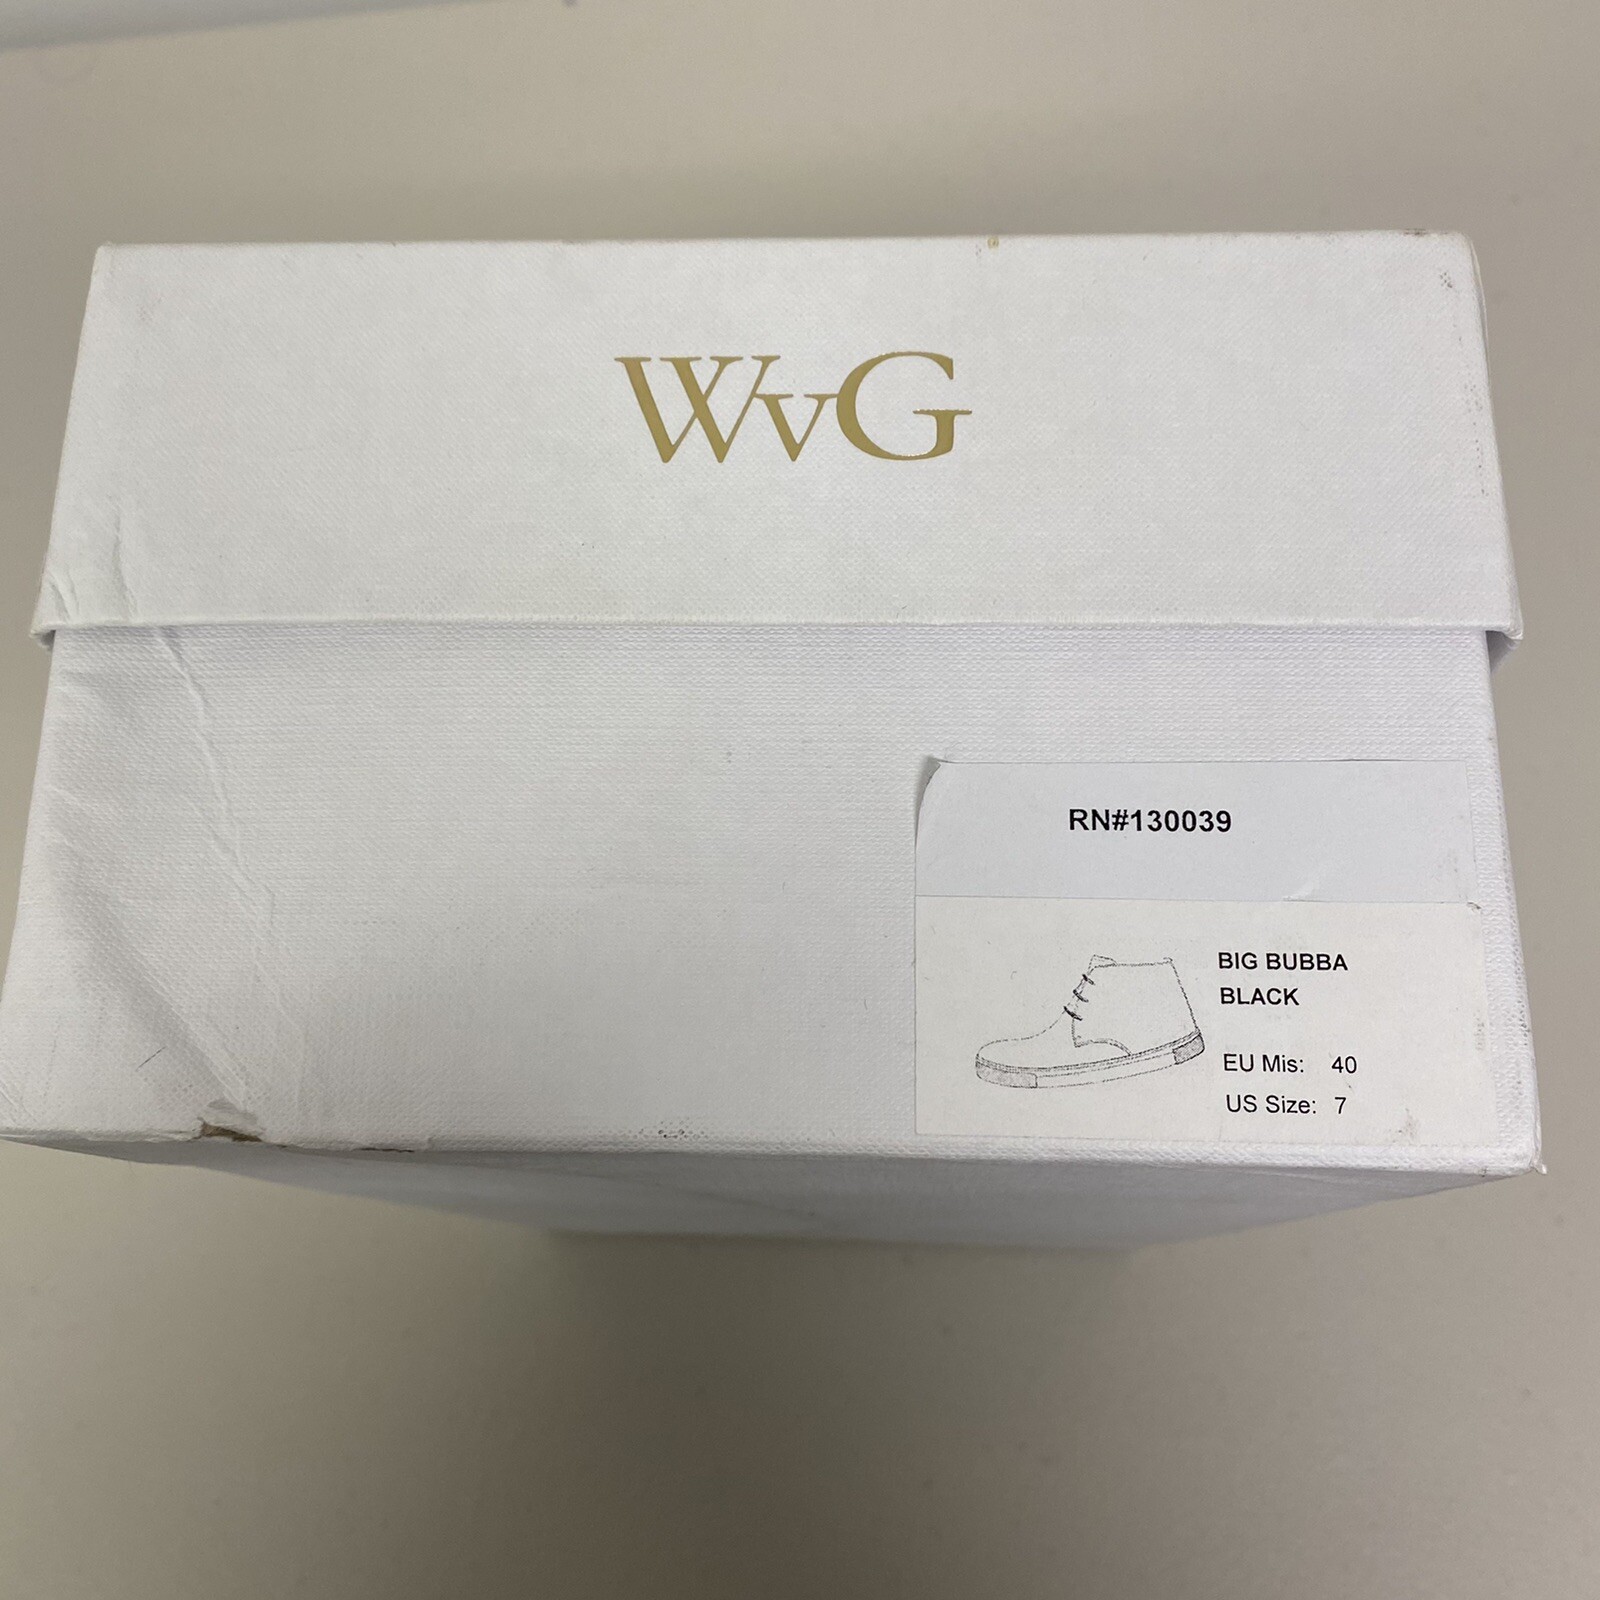 WvG
RN#130039
BIG BUBBA
BLACK
EU Mis: 40
US Size: 7